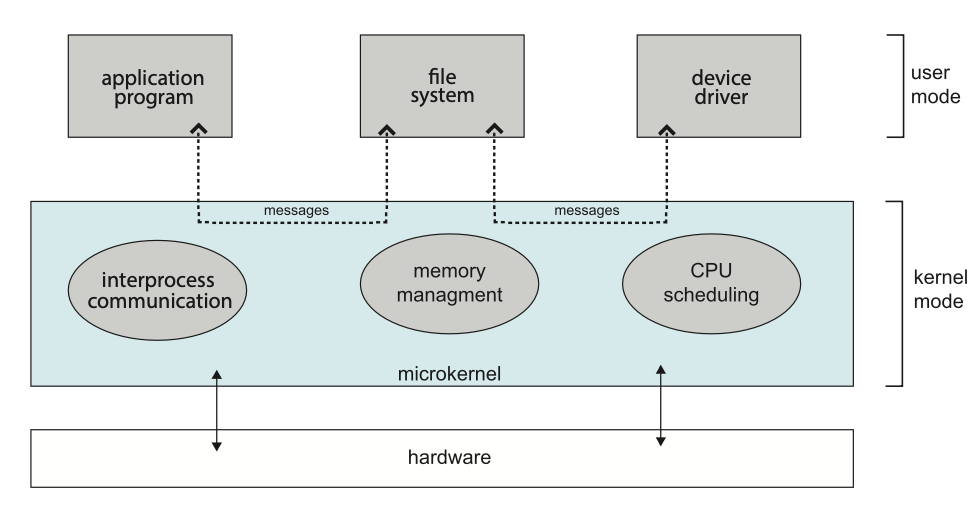 application
program
file
system
device
driver
user
mode
messages
messages
interprocess
communication
memory
managment
CPU
scheduling
kernel
mode
microkernel
hardware